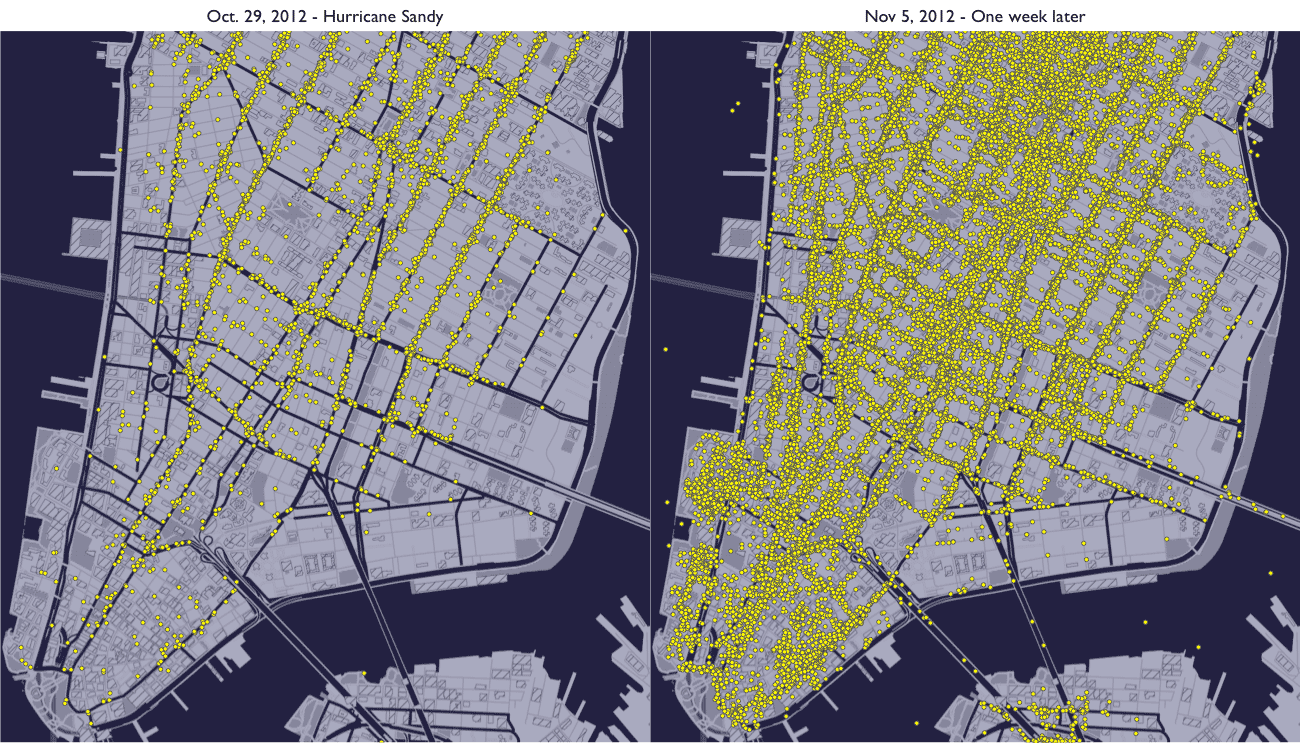 Oct. 29, 2012 - Hurricane Sandy
Nov 5, 2012 - One week later